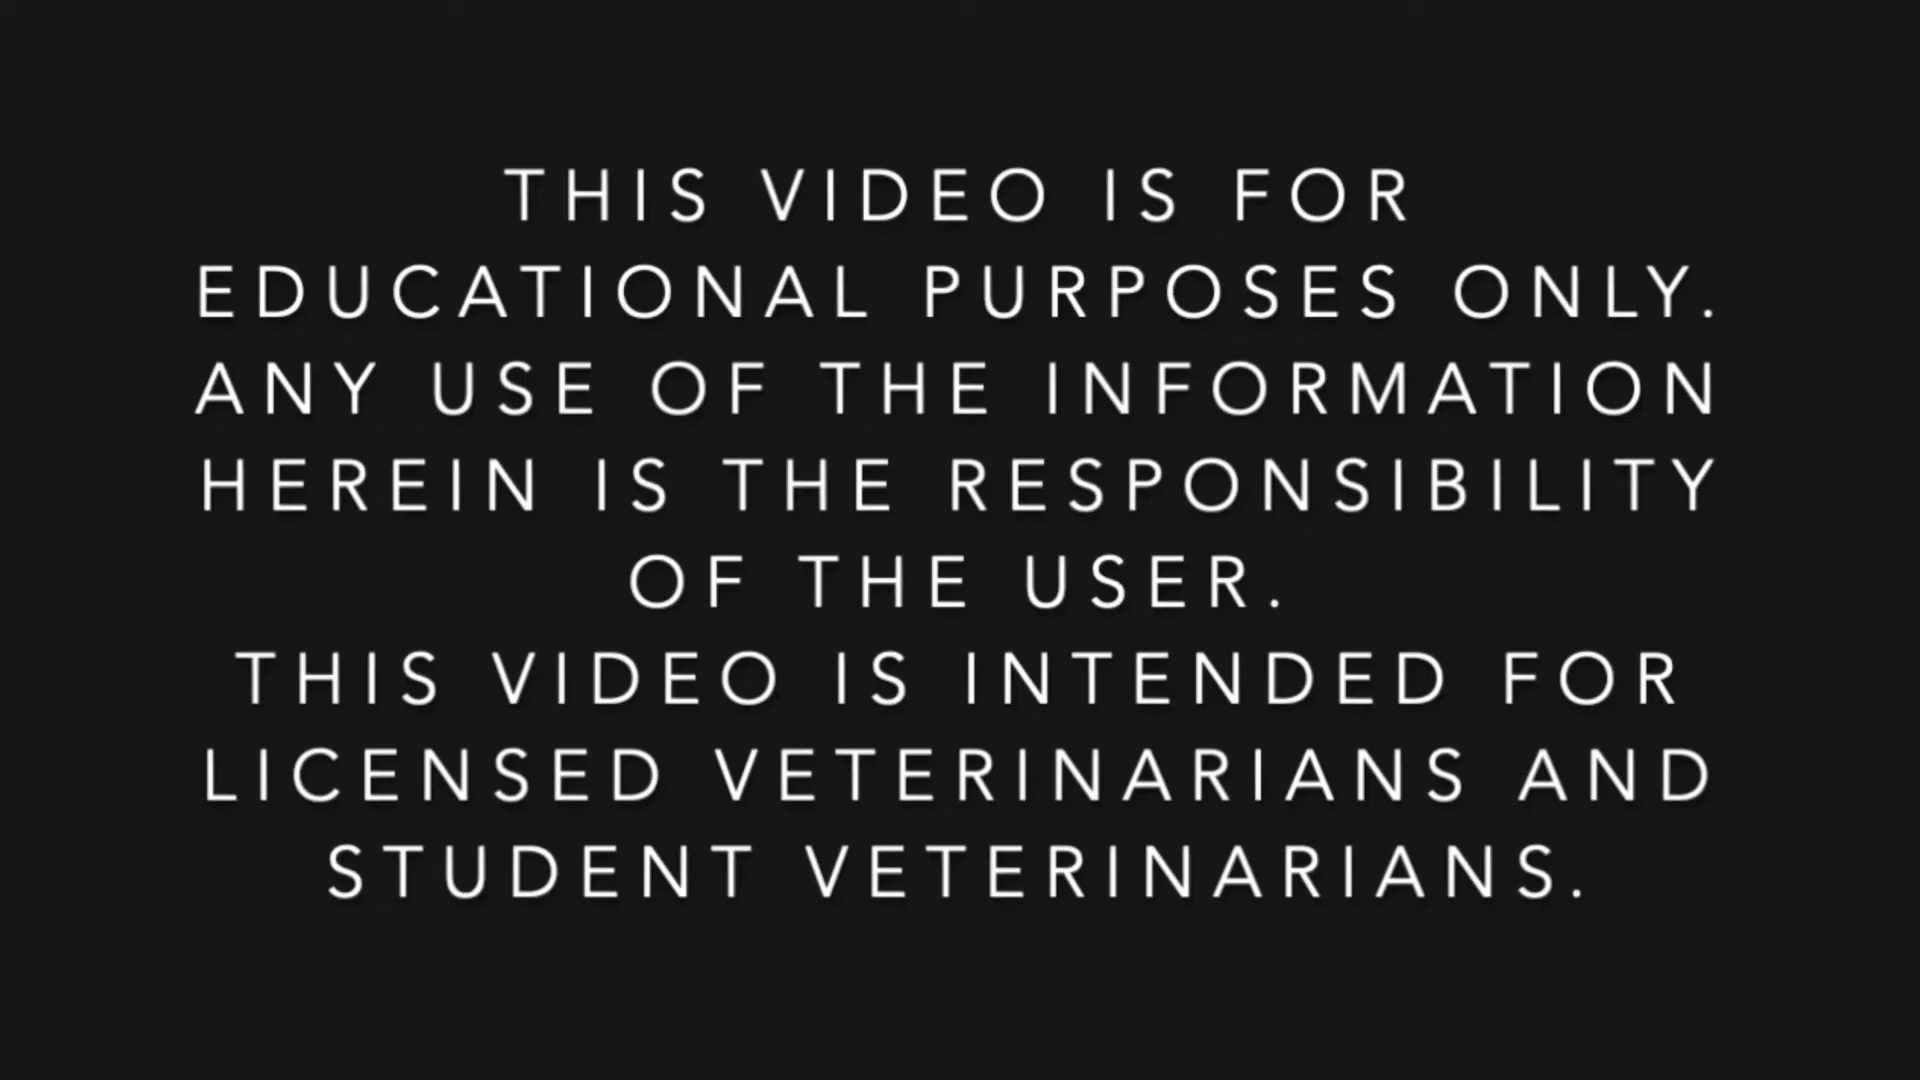 THIS VIDEO IS FOR
EDUCATIONAL PURPOSES ONLY.
ANY USE OF THE INFORMATION
HEREIN IS THE RESPONSIBILITY
OF THE USER.
THIS VIDEO IS INTENDED FOR
LICENSED VETERINARIANS AND
STUDENT VETERINARIANS.